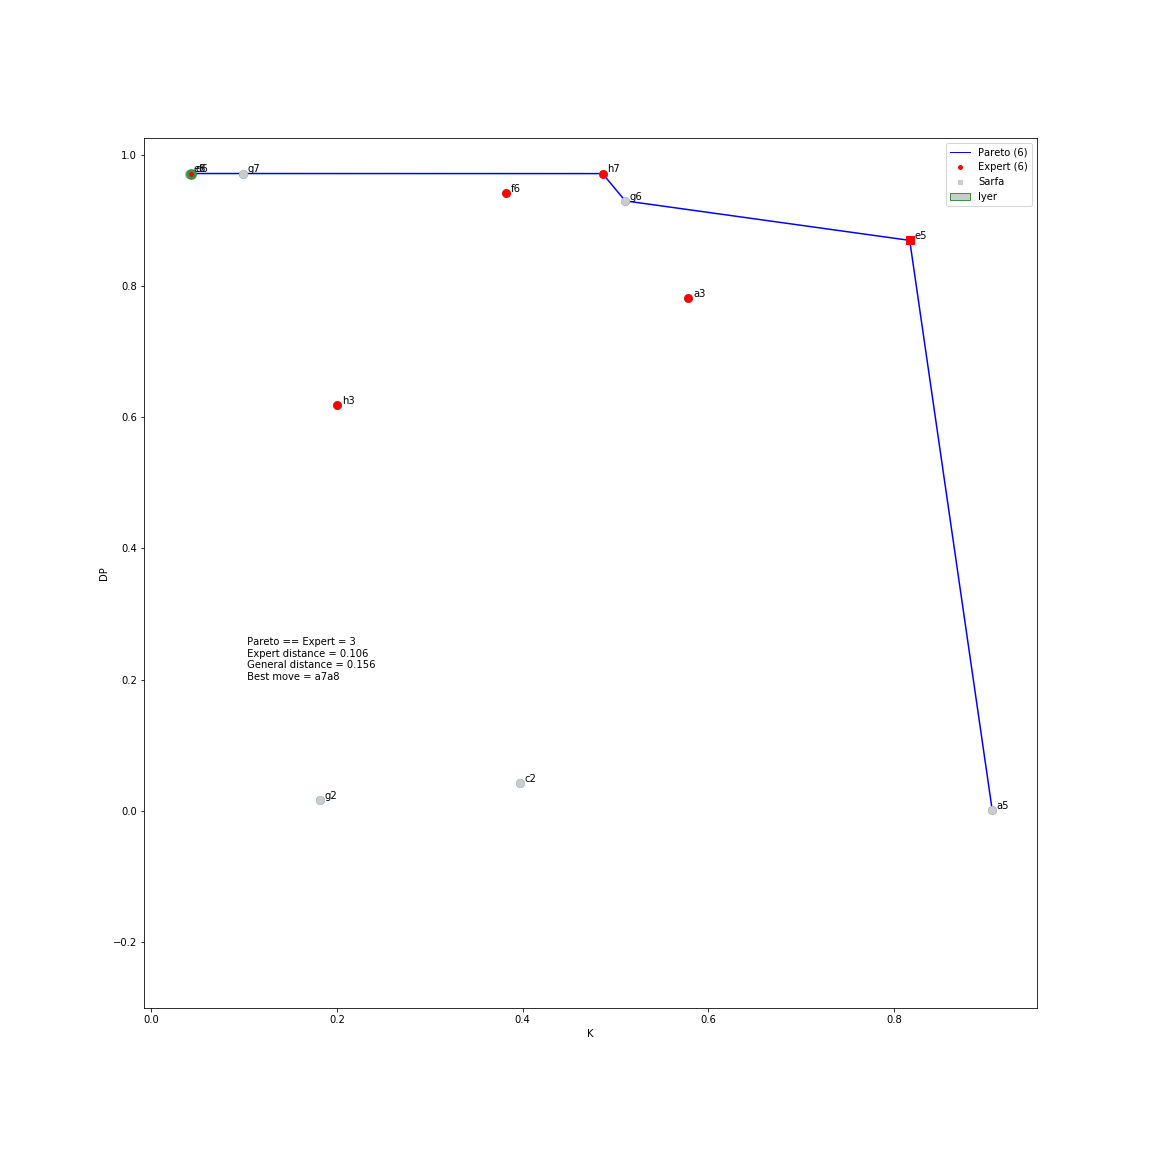 1.0
0.8
0.6
0.4
0.2
0.0
−0.2
DP
0.0
0.2
0.4
0.6
0.8
K
Pareto (6)
Expert (6)
Sarfa
Iyer
g7
h7
f6
g6
e5
a3
h3
Pareto == Expert = 3
Expert distance = 0.106
General distance = 0.156
Best move = a7a8
c2
g2
a5